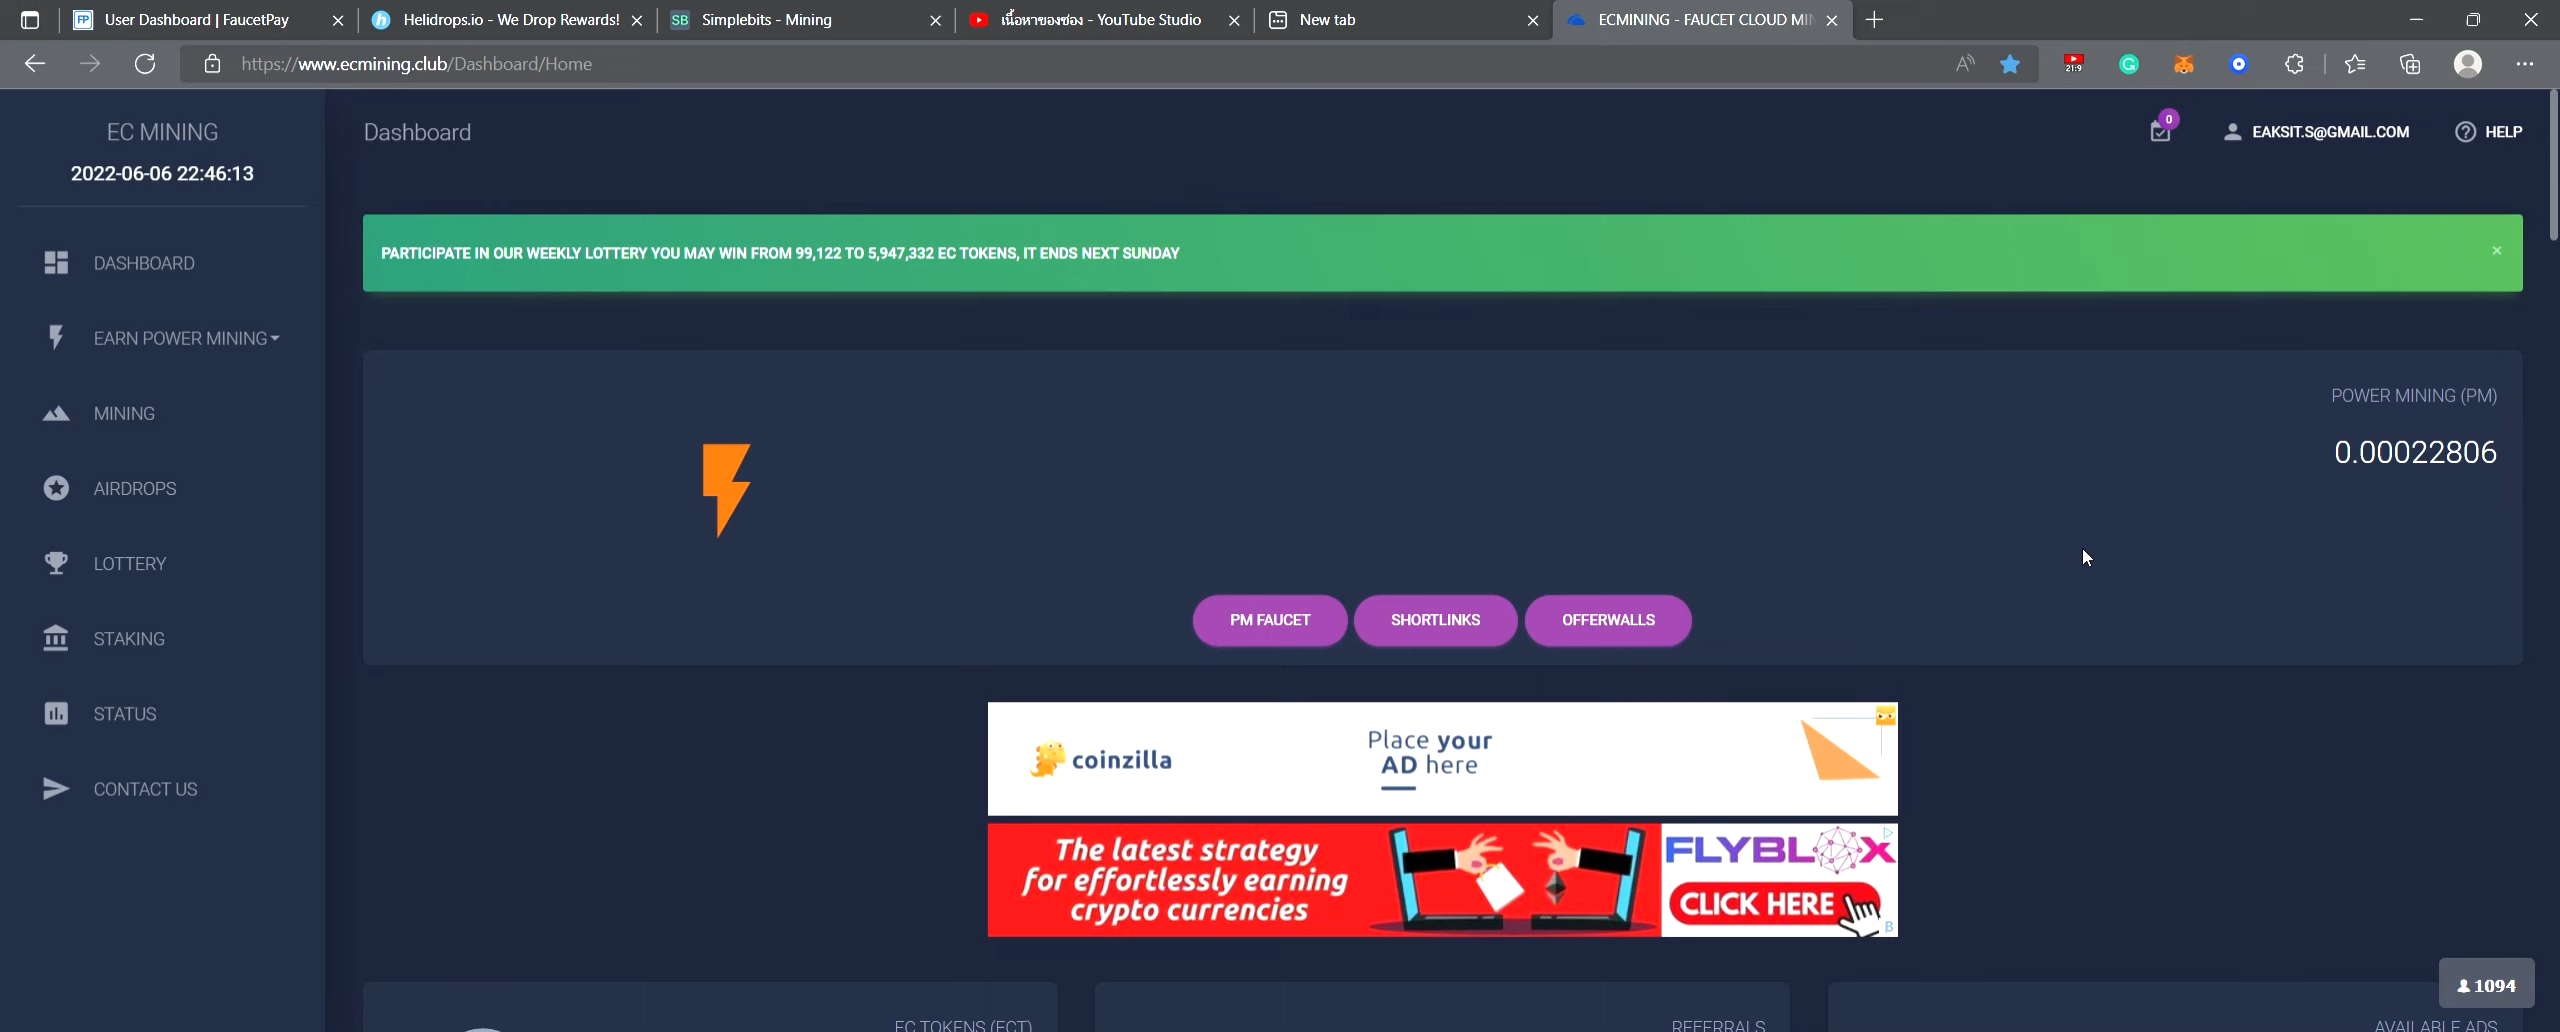 User Dashboard | FaucetPay
Helidrops.io - We Drop Rewards!
SB Simplebits - Mining
เนื้อหาของช่อง - YouTube Studio
New tab
ECMINING - FAUCET CLOUD MIN
https://www.ecmining.club/Dashboard/Home
21:9
EC MINING
2022-06-06 22:46:13
DASHBOARD
EARN POWER MINING
MINING
AIRDROPS
LOTTERY
STAKING
STATUS
CONTACT US
Dashboard
0
EAKSIT.S@GMAIL.COM
HELP
PARTICIPATE IN OUR WEEKLY LOTTERY YOU MAY WIN FROM 99,122 TO 5,947,332 EC TOKENS, IT ENDS NEXT SUNDAY
POWER MINING (PM)
0.00022806
PM FAUCET
SHORTLINKS
OFFERWALLS
coinzilla
Place your
AD here
The latest strategy
for effortlessly earning
crypto currencies
FLYBLOX
CLICK HERE
B
1094
EC TOKENS (ECT)
REFERRALS
AVAILABLE ADS